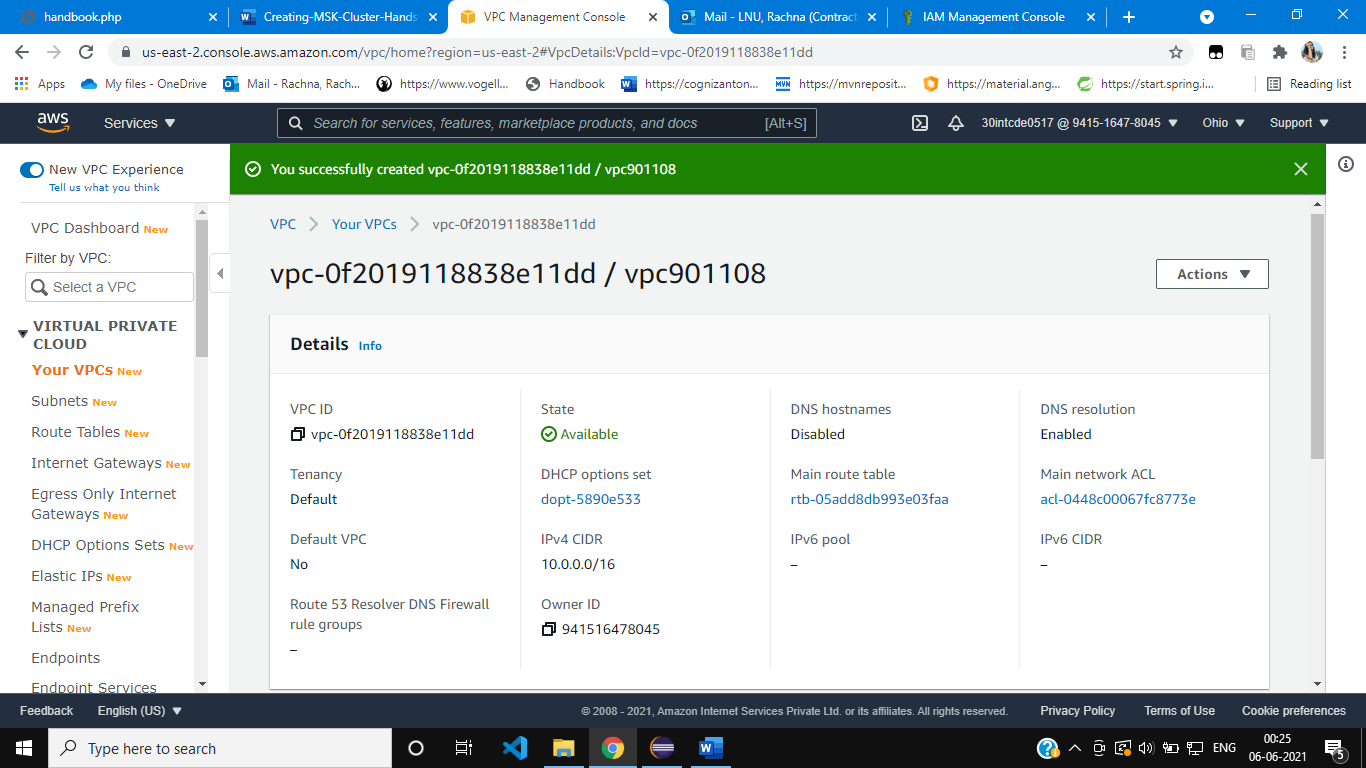 handbook.php
Creating-MSK-Cluster-Hands
VPC Management Console
Mail - LNU, Rachna (Contract
IAM Management Console
us-east-2.console.aws.amazon.com/vpc/home?region=us-east-2#VpcDetails:VpcId=vpc-0f2019118838e11dd
Apps
My files - OneDrive
Mail - Rachna, Rach...
https://www.vogell...
Handbook
https://cognizanton...
https://mvnreposit...
https://material.ang...
https://start.spring.i...
Reading list
aws
Services
Search for services, features, marketplace products, and docs
[Alt+S]
30intcde0517 @ 9415-1647-8045
Ohio
Support
New VPC Experience
Tell us what you think
You successfully created vpc-0f2019118838e11dd / vpc901108
VPC Dashboard New
Filter by VPC:
Select a VPC
VIRTUAL PRIVATE
CLOUD
Your VPCs New
Subnets New
Route Tables New
Internet Gateways New
Egress Only Internet
Gateways New
DHCP Options Sets New
Elastic IPs New
Managed Prefix
Lists New
Endpoints
Endpoint Services
VPC
Your VPCs
vpc-0f2019118838e11dd
vpc-0f2019118838e11dd / vpc901108
Actions
Details Info
VPC ID
vpc-0f2019118838e11dd
State
Available
DNS hostnames
Disabled
DNS resolution
Enabled
Tenancy
Default
DHCP options set
dopt-5890e533
Main route table
rtb-05add8db993e03faa
Main network ACL
acl-0448c00067fc8773e
Default VPC
No
IPv4 CIDR
10.0.0.0/16
IPv6 pool
–
IPv6 CIDR
–
Route 53 Resolver DNS Firewall
rule groups
–
Owner ID
941516478045
Feedback
English (US)
© 2008 - 2021, Amazon Internet Services Private Ltd. or its affiliates. All rights reserved.
Privacy Policy
Terms of Use
Cookie preferences
Type here to search
ENG
00:25
06-06-2021
5